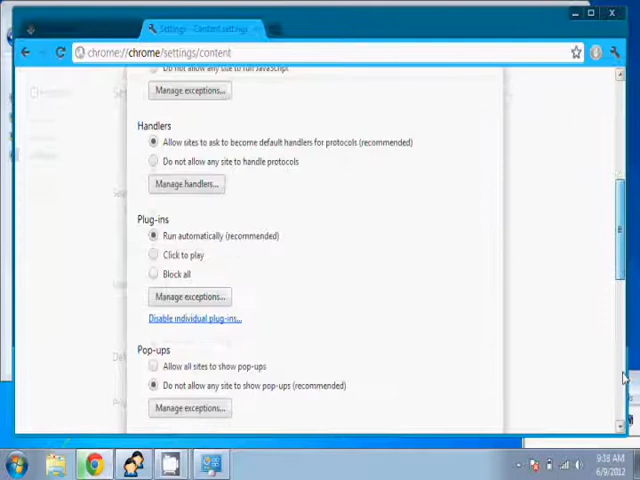 Settings - Content settings
chrome://chrome/settings/content
Do not allow any site to run JavaScript
Manage exceptions...
Handlers
Allow sites to ask to become default handlers for protocols (recommended)
Do not allow any site to handle protocols
Manage handlers...
Plug-ins
Run automatically (recommended)
Click to play
Block all
Manage exceptions...
Disable individual plug-ins...
Pop-ups
Allow all sites to show pop-ups
Do not allow any site to show pop-ups (recommended)
Manage exceptions...
9:38 AM
6/9/2012